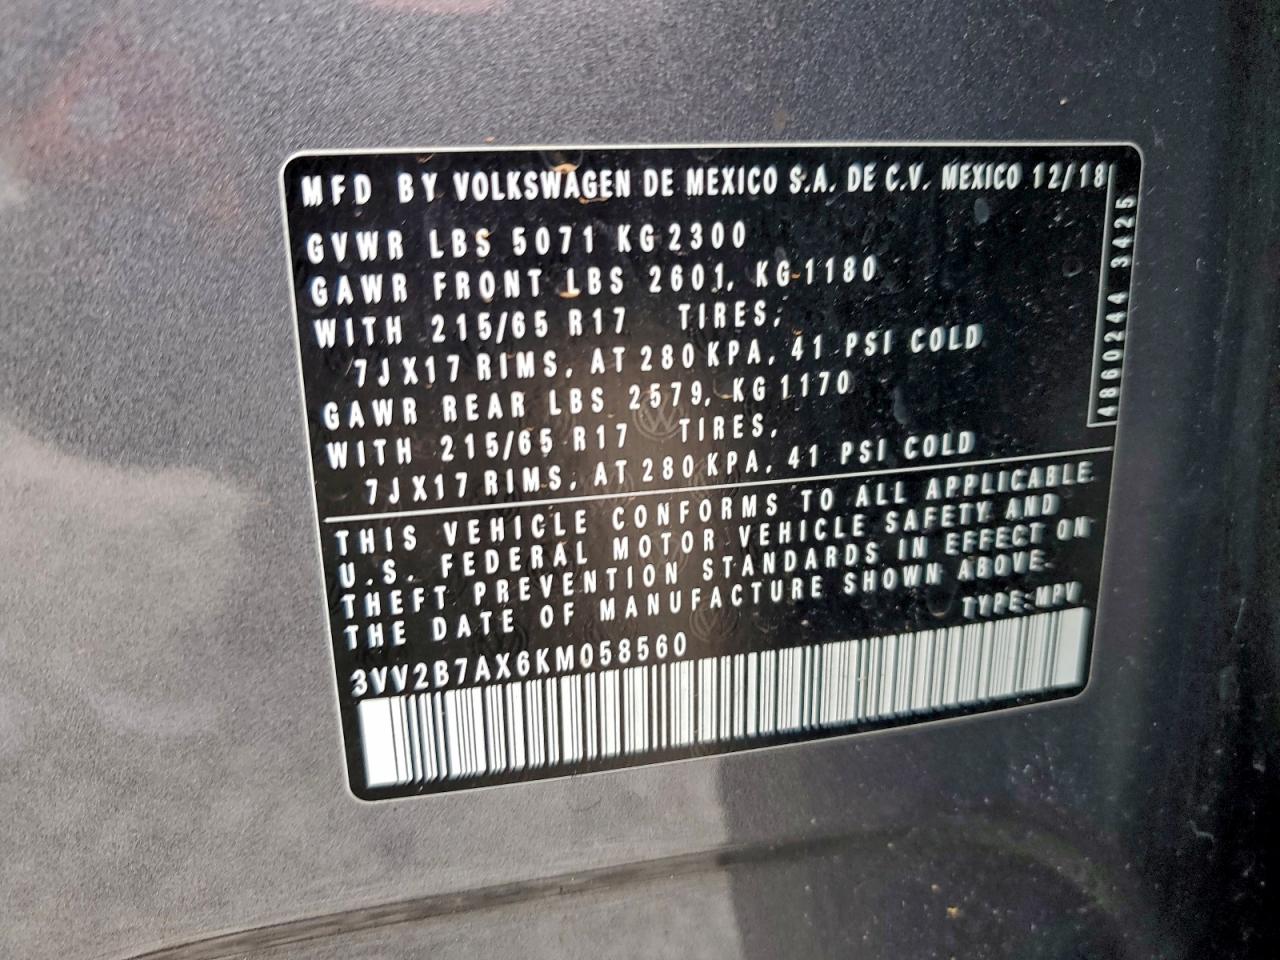 MFD BY VOLKSWAGEN DE MEXICO S.A. DE C.V. MEXICO 12/18
GVWR LBS 5071 KG 2300
GAWR FRONT LBS 2601, KG 1180
WITH 215/65 R17 TIRES,
7JX17 RIMS, AT 280 KPA, 41 PSI COLD
GAWR REAR LBS 2579, KG 1170
WITH 215/65 R17 TIRES,
7JX17 RIMS, AT 280 KPA, 41 PSI COLD
4860244 3425
THIS VEHICLE CONFORMS TO ALL APPLICABLE
U.S. FEDERAL MOTOR VEHICLE SAFETY AND
THEFT PREVENTION STANDARDS IN EFFECT ON
THE DATE OF MANUFACTURE SHOWN ABOVE.
3VV2B7AX6KM058560 TYPE: MPV